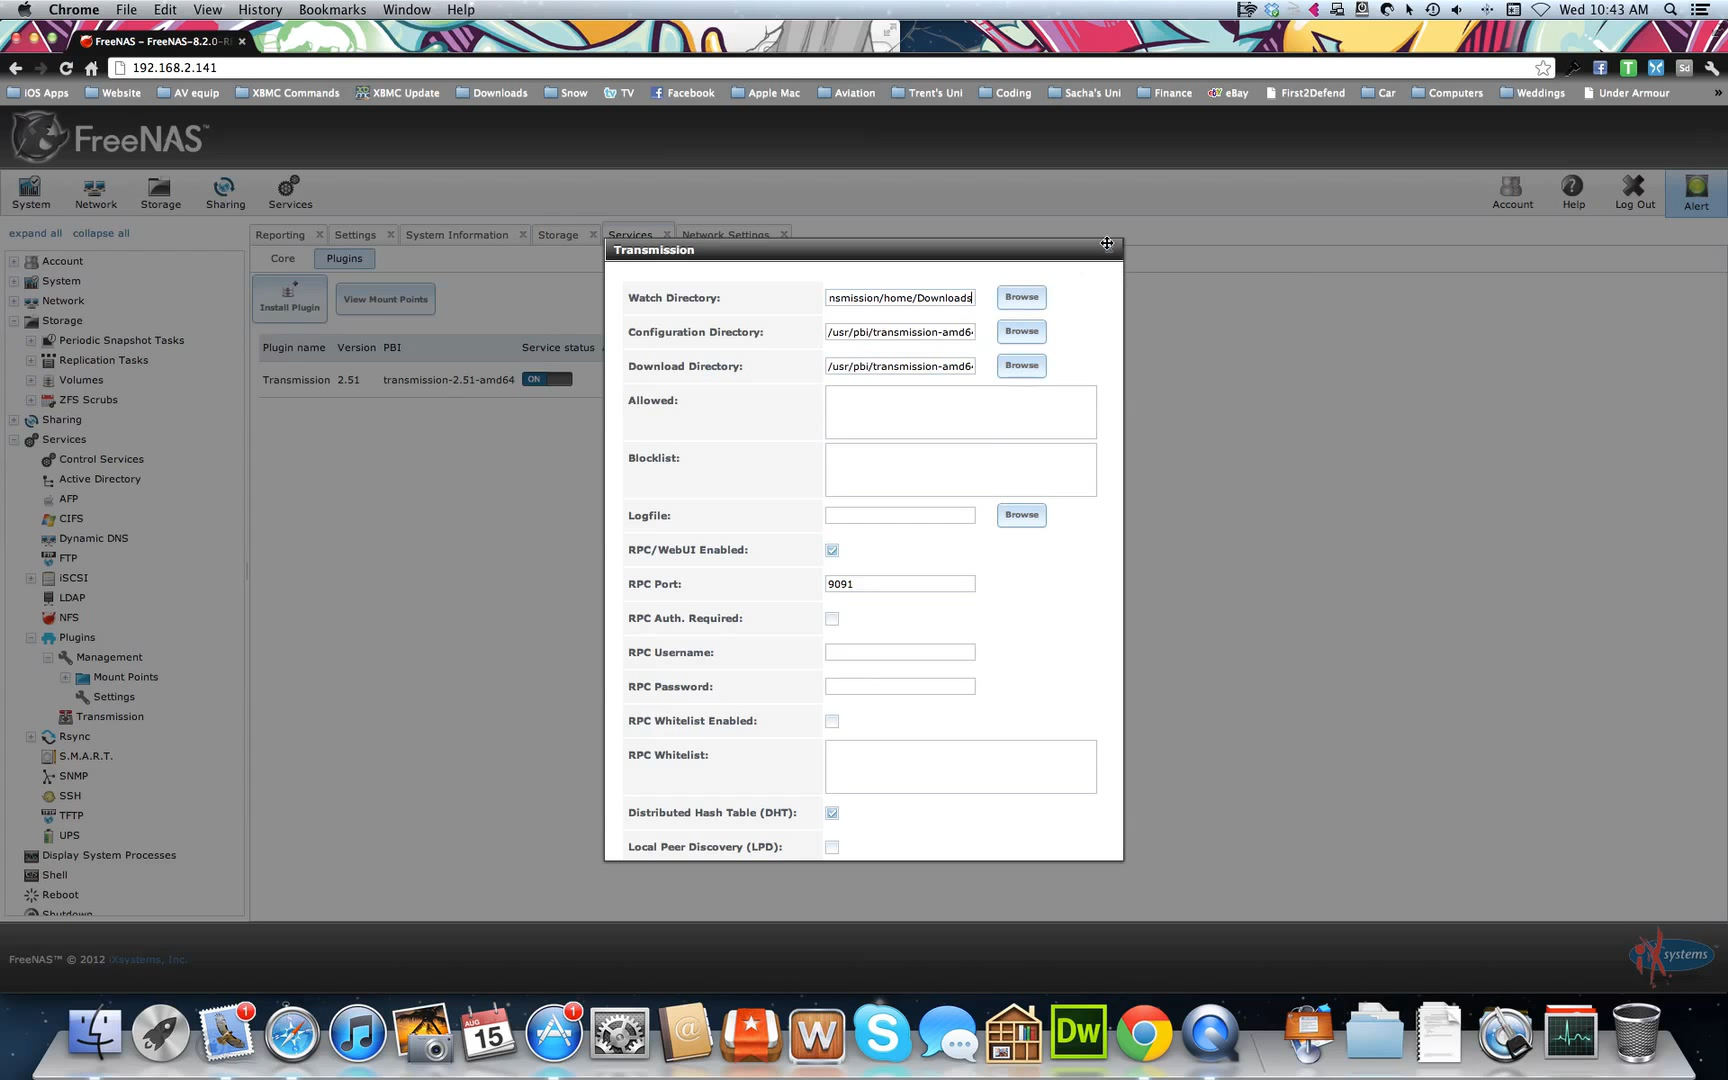 Chrome File Edit View History Bookmarks Window Help Wed 10:43 AM
FreeNAS – FreeNAS-8.2.0-R
192.168.2.141
iOS Apps Website AV equip XBMC Commands XBMC Update Downloads Snow TV Facebook Apple Mac Aviation Trent's Uni Coding Sacha's Uni Finance eBay First2Defend Car Computers Weddings Under Armour »
FreeNAS™
System Network Storage Sharing Services Account Help Log Out Alert
expand all collapse all
Reporting Settings System Information Storage Services Network Settings
Core Plugins
Install Plugin View Mount Points
Plugin name Version PBI Service status
Transmission 2.51 transmission-2.51-amd64 ON
Account
System
Network
Storage
Periodic Snapshot Tasks
Replication Tasks
Volumes
ZFS Scrubs
Sharing
Services
Control Services
Active Directory
AFP
CIFS
Dynamic DNS
FTP
iSCSI
LDAP
NFS
Plugins
Management
Mount Points
Settings
Transmission
Rsync
S.M.A.R.T.
SNMP
SSH
TFTP
UPS
Display System Processes
Shell
Reboot
Shutdown
Transmission
Watch Directory: nsmission/home/Downloads Browse
Configuration Directory: /usr/pbi/transmission-amd64 Browse
Download Directory: /usr/pbi/transmission-amd64 Browse
Allowed:
Blocklist:
Logfile: Browse
RPC/WebUI Enabled:
RPC Port: 9091
RPC Auth. Required:
RPC Username:
RPC Password:
RPC Whitelist Enabled:
RPC Whitelist:
Distributed Hash Table (DHT):
Local Peer Discovery (LPD):
FreeNAS™ © 2012 iXsystems, Inc.
iX systems
1 AUG 15 1 @ W S Dw